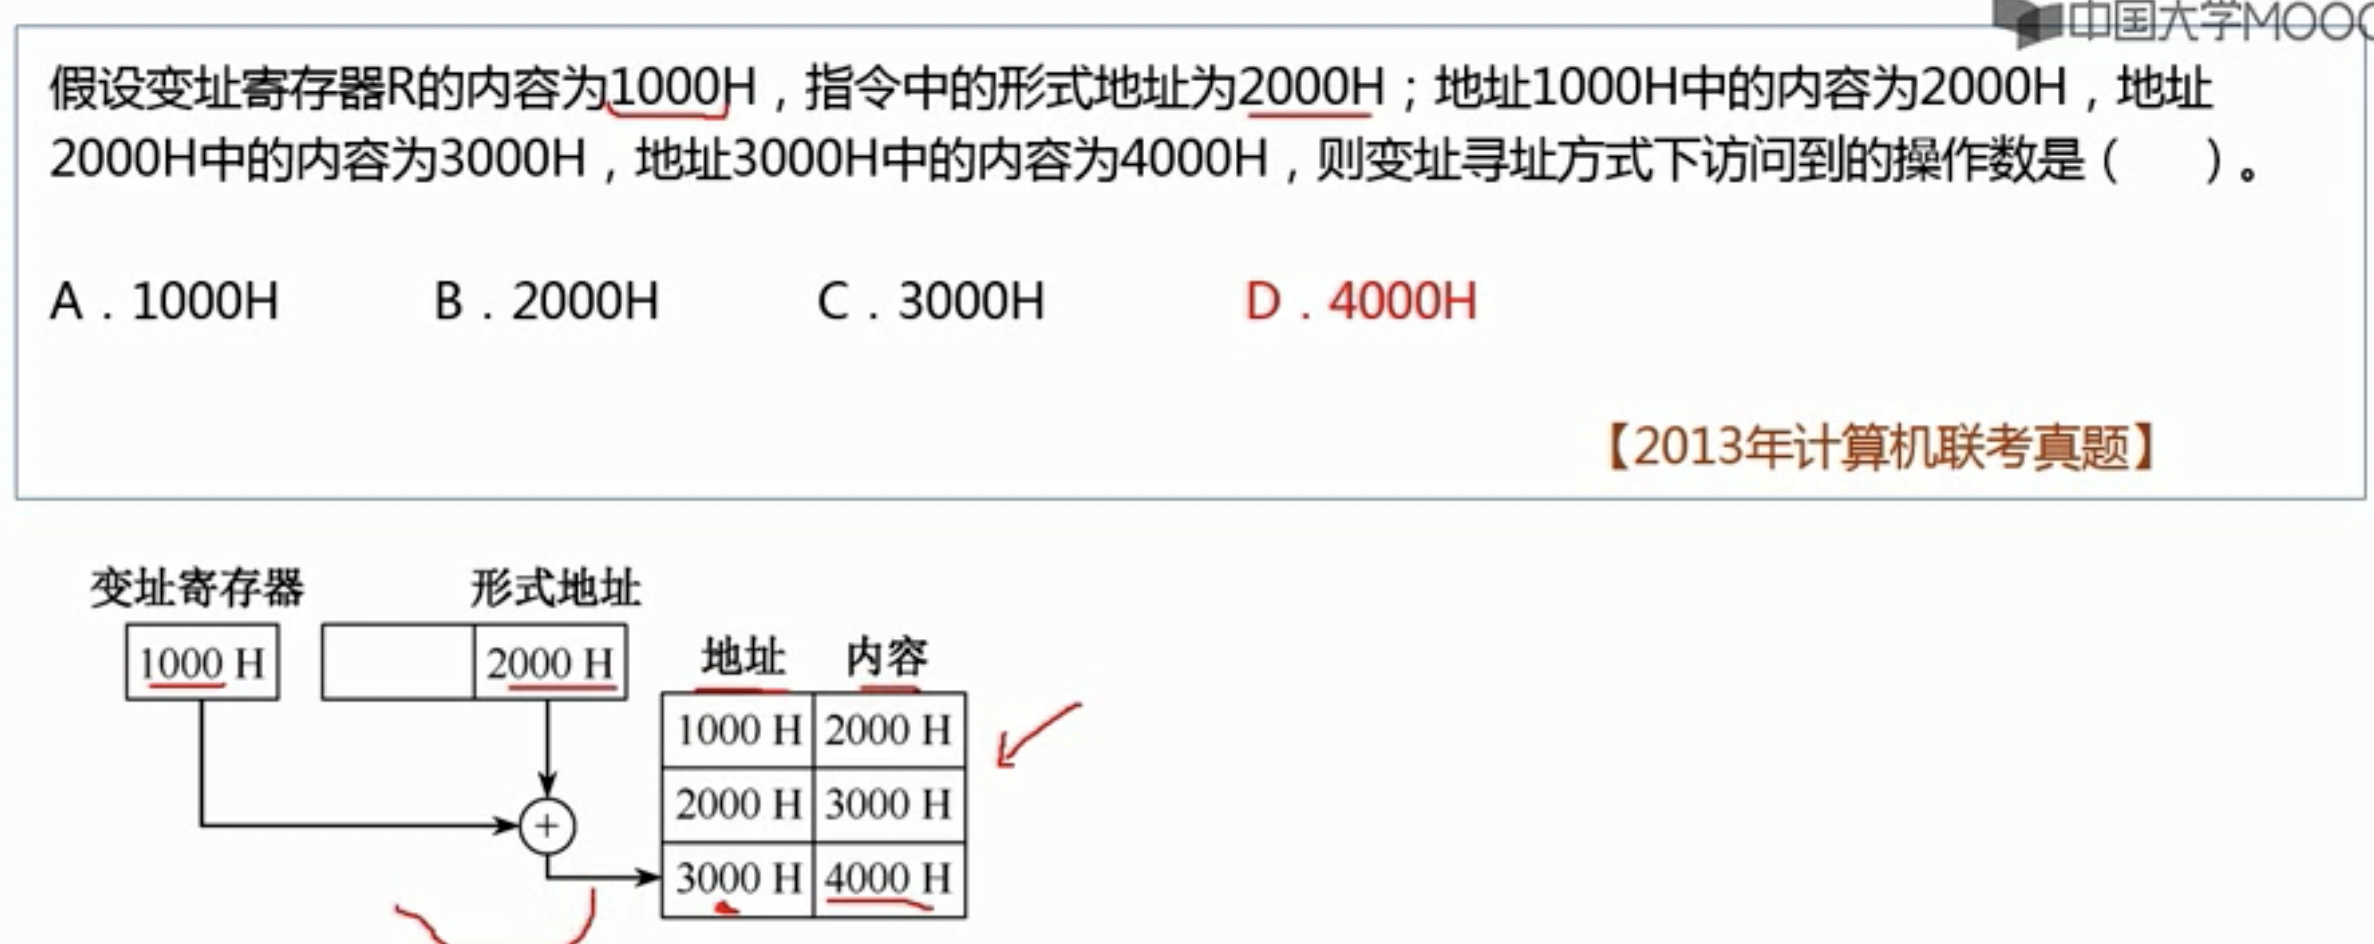 中国大学MOOC
假设变址寄存器R的内容为1000H，指令中的形式地址为2000H；地址1000H中的内容为2000H，地址
2000H中的内容为3000H，地址3000H中的内容为4000H，则变址寻址方式下访问到的操作数是（　　）。
A．1000H　B．2000H　C．3000H　D．4000H
【2013年计算机联考真题】
变址寄存器　形式地址
1000 H　2000 H
地址　内容
1000 H　2000 H
2000 H　3000 H
+
3000 H　4000 H